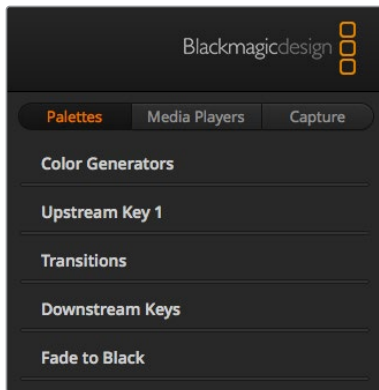 Blackmagicdesign
Palettes Media Players Capture
Color Generators
Upstream Key 1
Transitions
Downstream Keys
Fade to Black